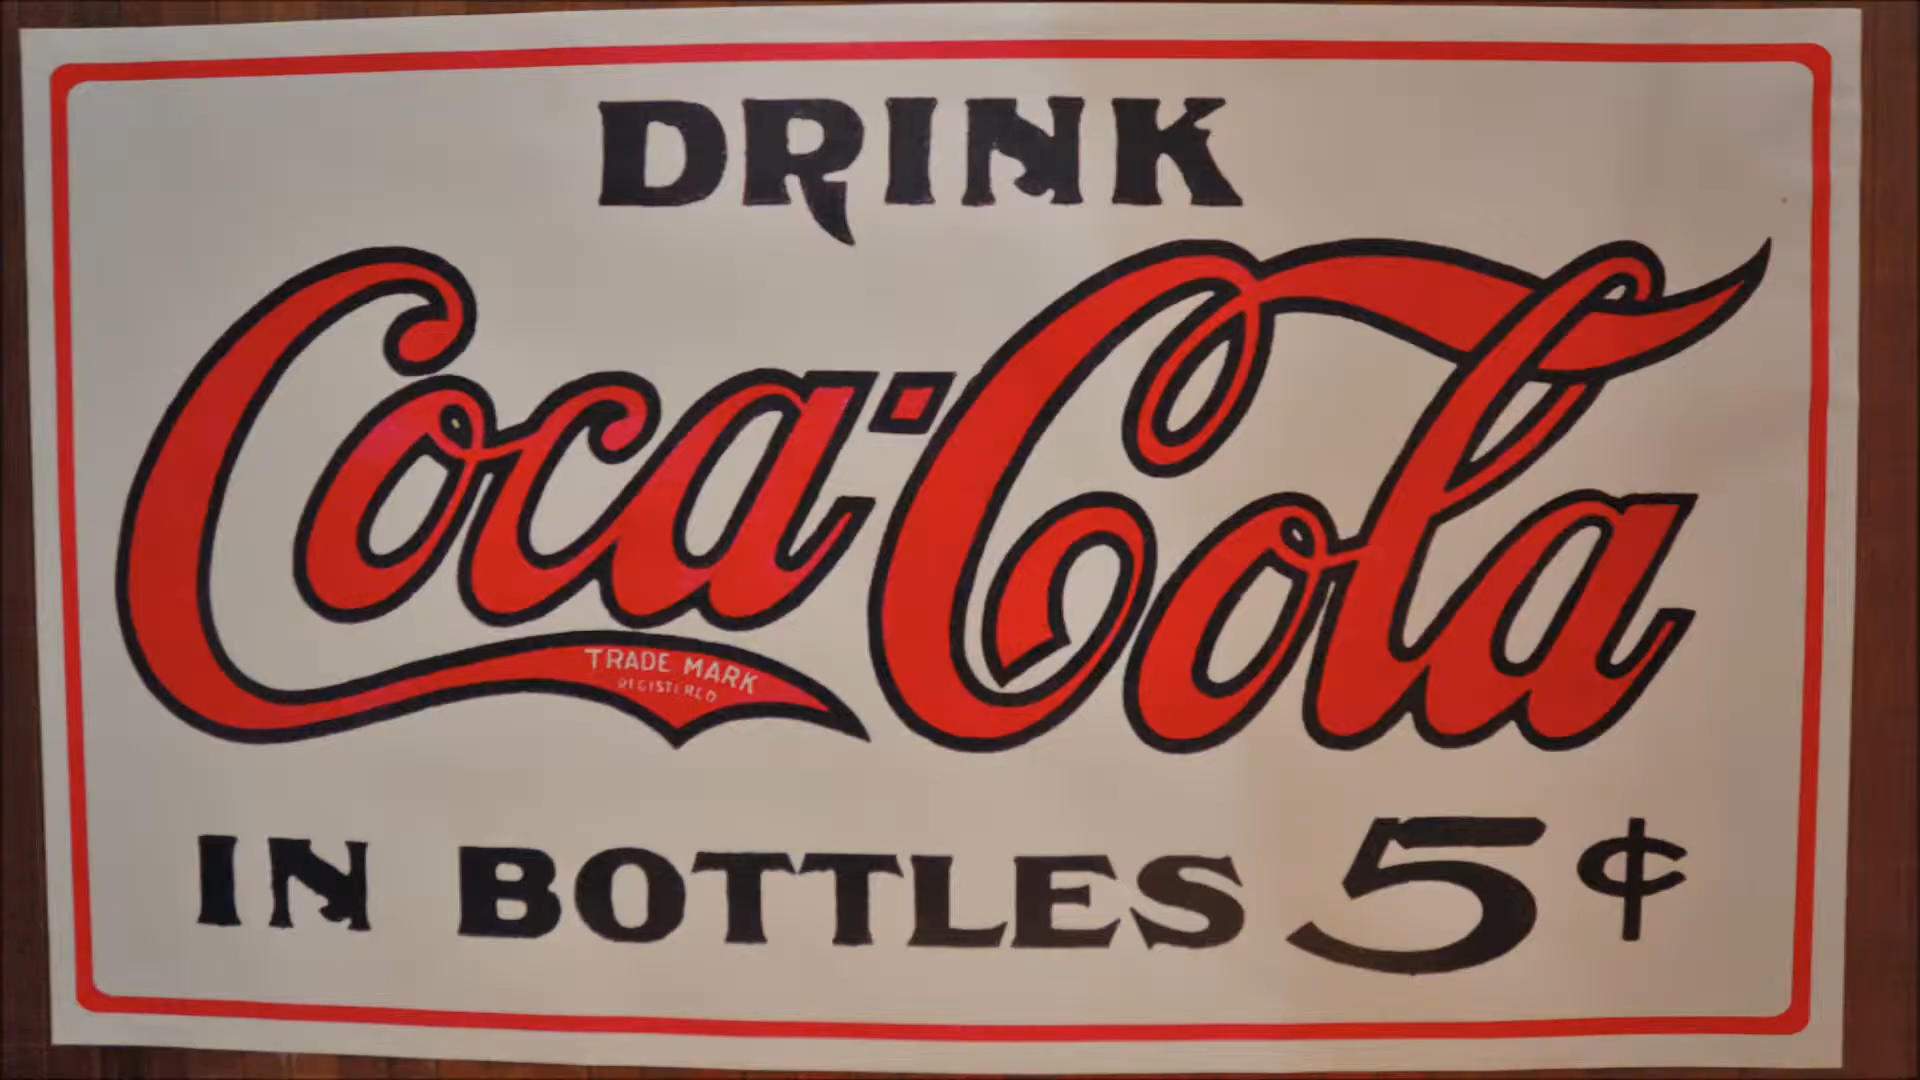 DRINK
Coca-Cola
TRADE MARK
REGISTERED
IN BOTTLES 5¢